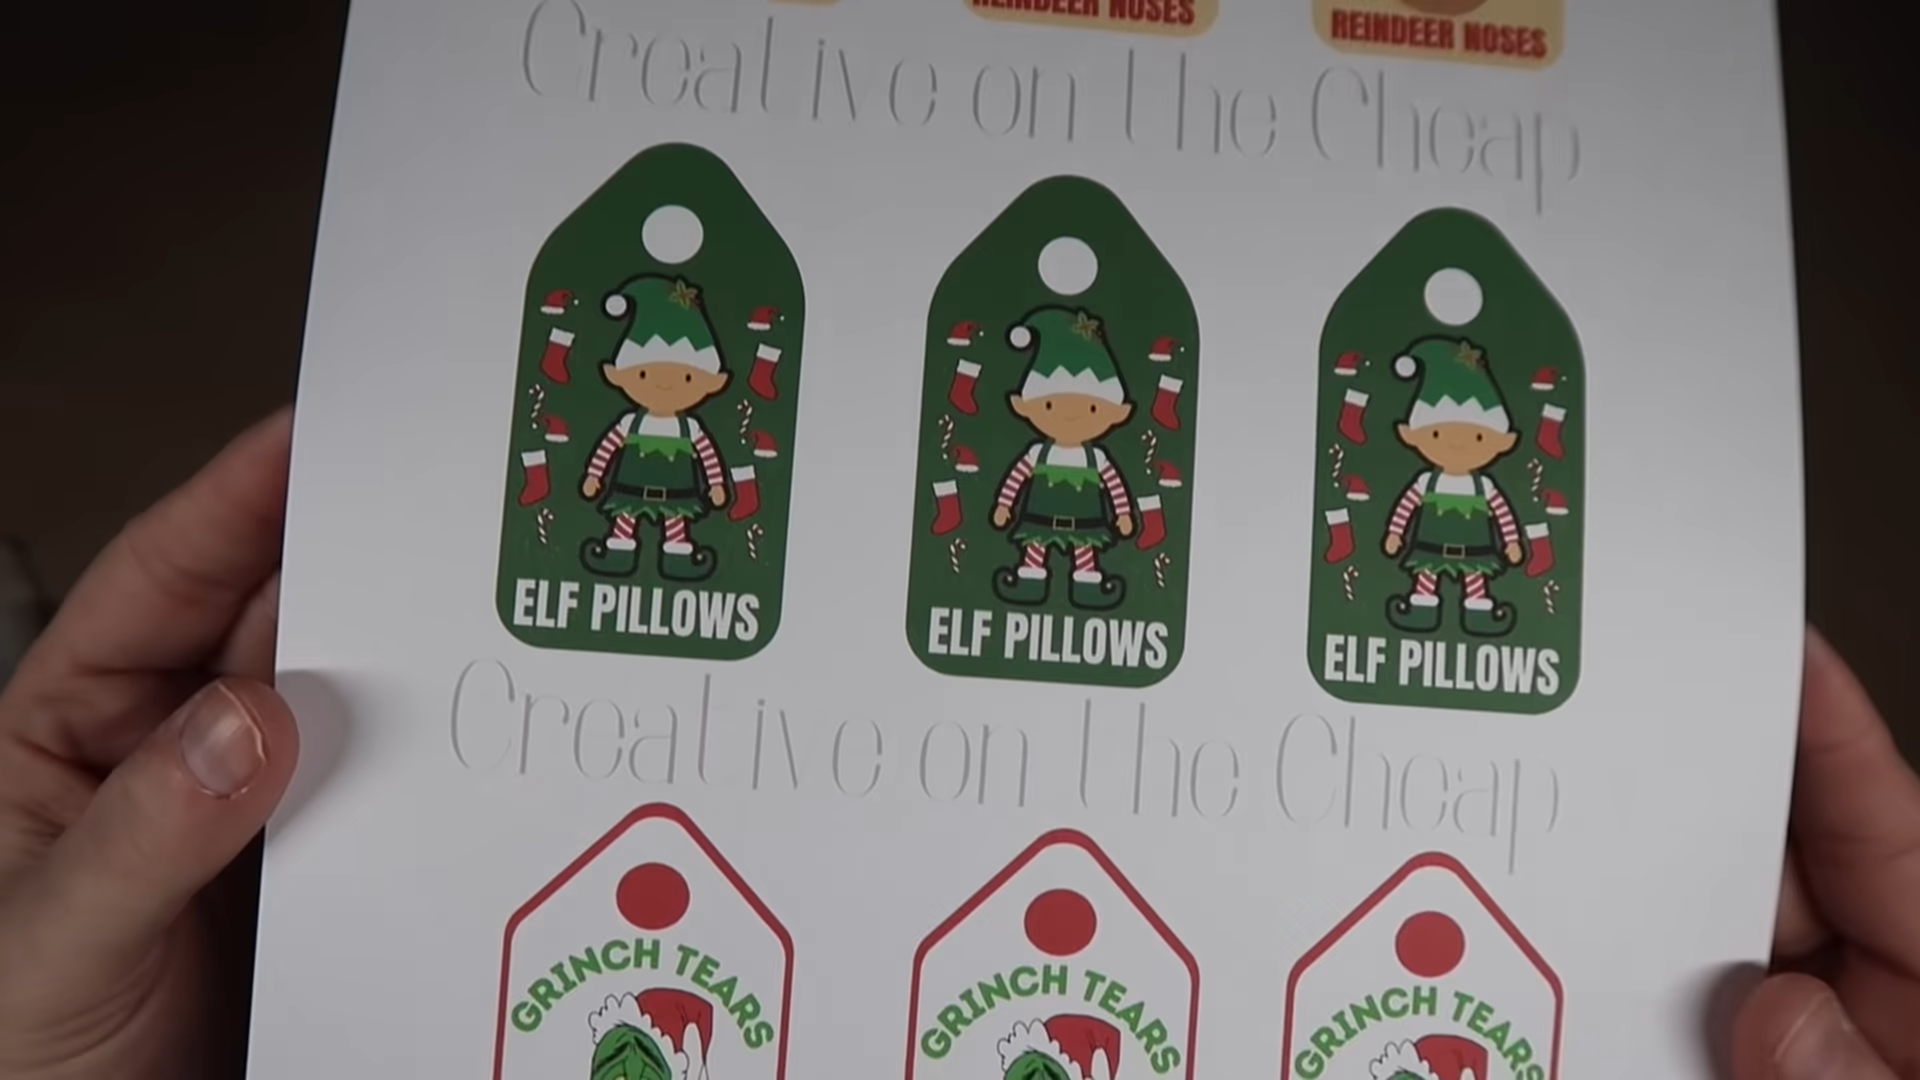 REINDEER NOSES
REINDEER NOSES
Creative on the Cheap
ELF PILLOWS
ELF PILLOWS
ELF PILLOWS
Creative on the Cheap
GRINCH TEARS
GRINCH TEARS
GRINCH TEARS